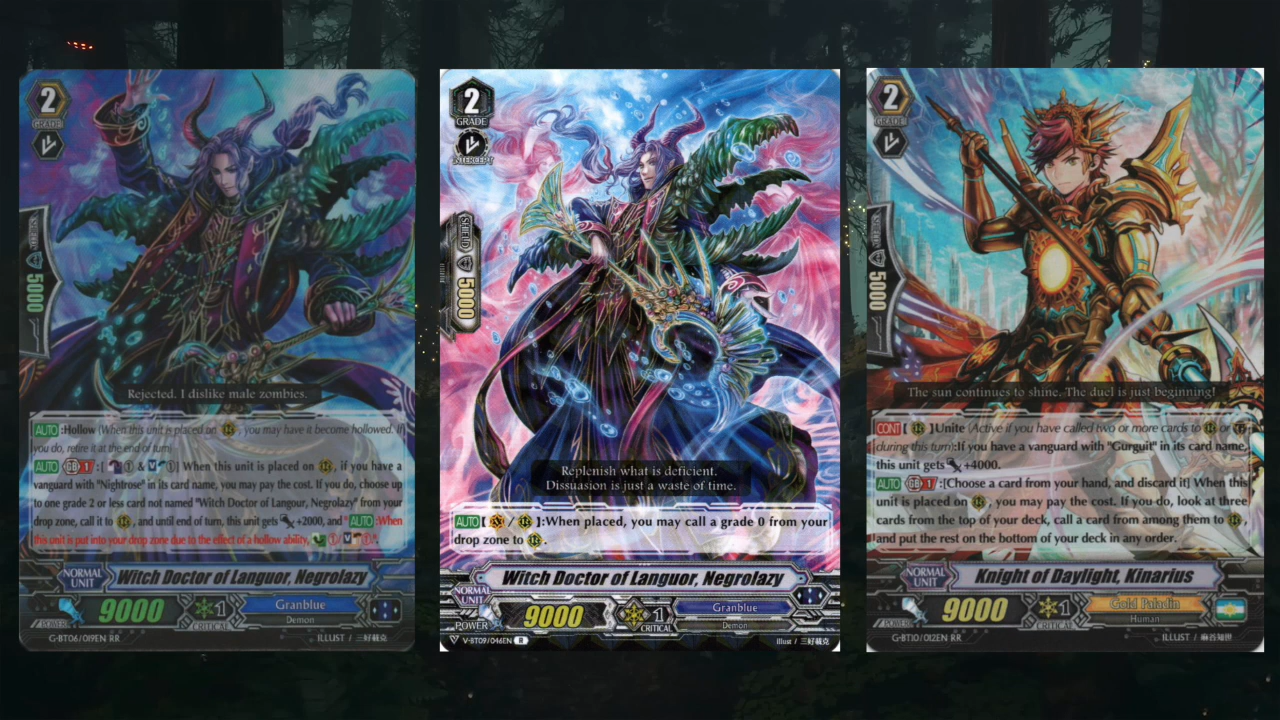 2
GRADE
SHIELD
5000
Rejected. I dislike male zombies.
AUTO :Hollow (When this unit is placed on , you may have it become hollowed. If
you do, retire it at the end of turn)
AUTO CB 1 :[ 1 & 1] When this unit is placed on , if you have a
vanguard with "Nightrose" in its card name, you may pay the cost. If you do, choose up
to one grade 2 or less card not named "Witch Doctor of Langour, Negrolazy" from your
drop zone, call it to , and until end of turn, this unit gets +2000, and " AUTO :When
this unit is put into your drop zone due to the effect of a hollow ability,
NORMAL
UNIT
Witch Doctor of Languor, Negrolazy
POWER 9000 1
CRITICAL
Granblue
Demon
G-BT06/019EN RR ILLUST / 三好載克
2
GRADE
INTERCEPT
SHIELD
5000
Replenish what is deficient.
Dissuasion is just a waste of time.
AUTO [ / ]:When placed, you may call a grade 0 from your
drop zone to .
Witch Doctor of Languor, Negrolazy
NORMAL
UNIT
POWER 9000 1
CRITICAL
Granblue
Demon
V-BT09/046EN R Illust / 三好載克
2
GRADE
SHIELD
5000
The sun continues to shine. The duel is just beginning!
CONT [ ]Unite (Active if you have called two or more cards to or
during this turn):If you have a vanguard with "Gurguit" in its card name,
this unit gets +4000.
AUTO CB 1 :[Choose a card from your hand, and discard it] When this
unit is placed on , you may pay the cost. If you do, look at three
cards from the top of your deck, call a card from among them to ,
and put the rest on the bottom of your deck in any order.
NORMAL
UNIT
Knight of Daylight, Kinarius
POWER 9000 1
CRITICAL
Gold Paladin
Human
G-BT10/012EN RR ILLUST / 麻谷知世